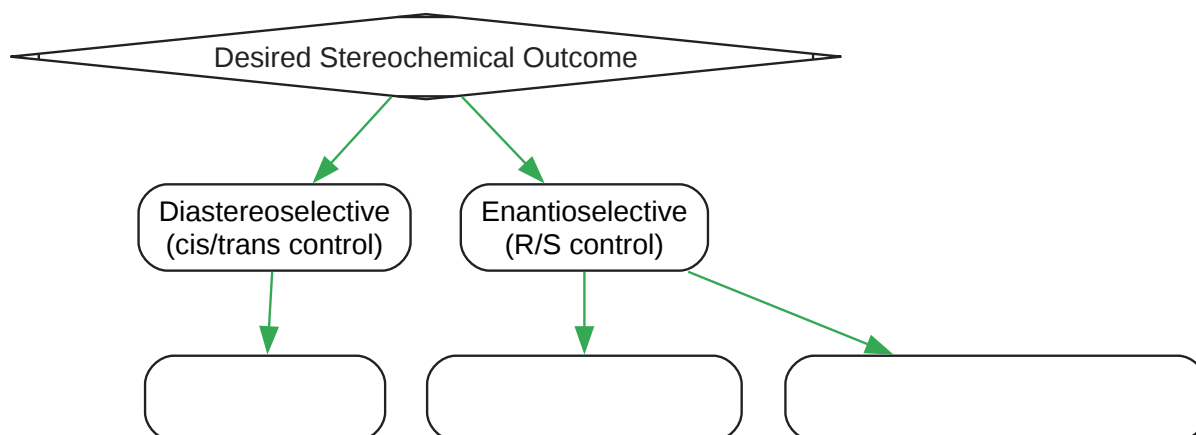 Desired Stereochemical Outcome
Diastereoselective
(cis/trans control)
Enantioselective
(R/S control)